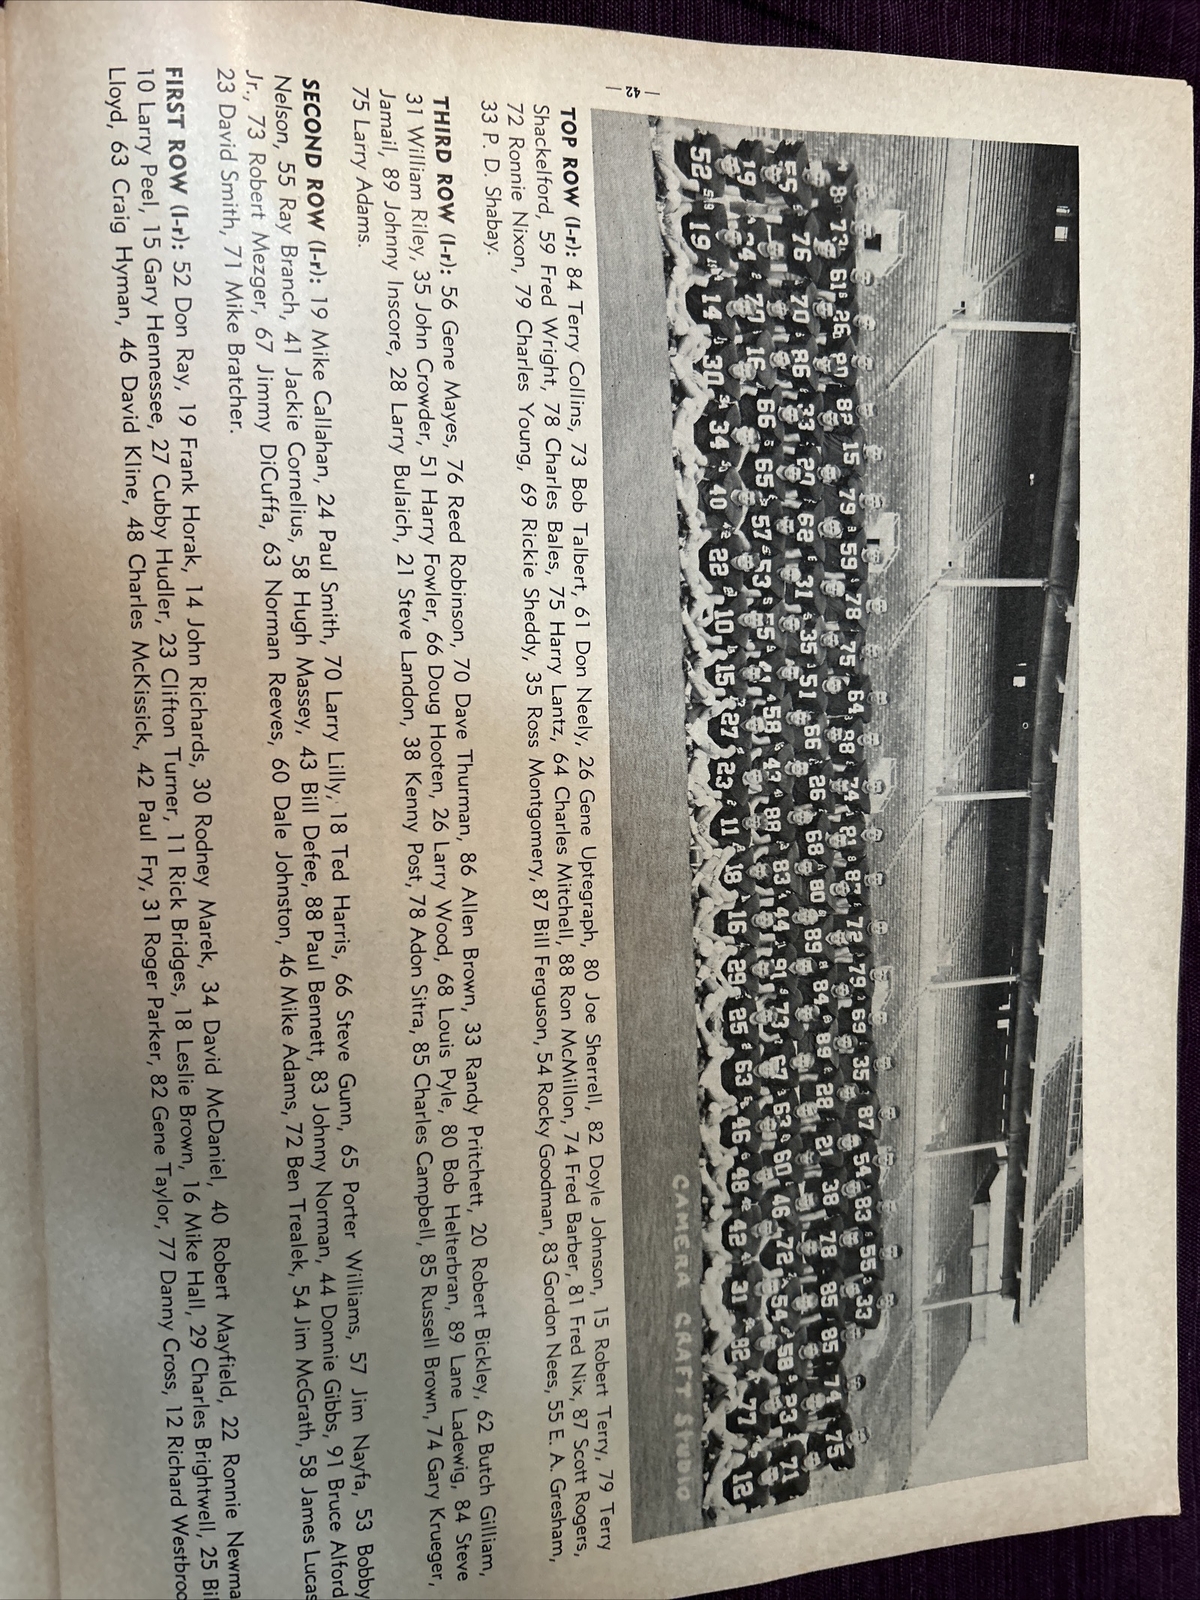 — 42 —
CAMERA CRAFT STUDIO
TOP ROW (l-r): 84 Terry Collins, 73 Bob Talbert, 61 Don Neely, 26 Gene Uptegraph, 80 Joe Sherrell, 82 Doyle Johnson, 15 Robert Terry, 79 Terry
Shackelford, 59 Fred Wright, 78 Charles Bales, 75 Harry Lantz, 64 Charles Mitchell, 88 Ron McMillon, 74 Fred Barber, 81 Fred Nix, 87 Scott Rogers,
72 Ronnie Nixon, 79 Charles Young, 69 Rickie Sheddy, 35 Ross Montgomery, 87 Bill Ferguson, 54 Rocky Goodman, 83 Gordon Nees, 55 E. A. Gresham,
33 P. D. Shabay.
THIRD ROW (l-r): 56 Gene Mayes, 76 Reed Robinson, 70 Dave Thurman, 86 Allen Brown, 33 Randy Pritchett, 20 Robert Bickley, 62 Butch Gilliam,
31 William Riley, 35 John Crowder, 51 Harry Fowler, 66 Doug Hooten, 26 Larry Wood, 68 Louis Pyle, 80 Bob Helterbran, 89 Lane Ladewig, 84 Steve
Jamail, 89 Johnny Inscore, 28 Larry Bulaich, 21 Steve Landon, 38 Kenny Post, 78 Adon Sitra, 85 Charles Campbell, 85 Russell Brown, 74 Gary Krueger,
75 Larry Adams.
SECOND ROW (l-r): 19 Mike Callahan, 24 Paul Smith, 70 Larry Lilly, 18 Ted Harris, 66 Steve Gunn, 65 Porter Williams, 57 Jim Nayfa, 53 Bobby
Nelson, 55 Ray Branch, 41 Jackie Cornelius, 58 Hugh Massey, 43 Bill Defee, 88 Paul Bennett, 83 Johnny Norman, 44 Donnie Gibbs, 91 Bruce Alford
Jr., 73 Robert Mezger, 67 Jimmy DiCuffa, 63 Norman Reeves, 60 Dale Johnston, 46 Mike Adams, 72 Ben Trealek, 54 Jim McGrath, 58 James Lucas
23 David Smith, 71 Mike Bratcher.
FIRST ROW (l-r): 52 Don Ray, 19 Frank Horak, 14 John Richards, 30 Rodney Marek, 34 David McDaniel, 40 Robert Mayfield, 22 Ronnie Newma
10 Larry Peel, 15 Gary Hennessee, 27 Cubby Hudler, 23 Clifton Turner, 11 Rick Bridges, 18 Leslie Brown, 16 Mike Hall, 29 Charles Brightwell, 25 Bil
Lloyd, 63 Craig Hyman, 46 David Kline, 48 Charles McKissick, 42 Paul Fry, 31 Roger Parker, 82 Gene Taylor, 77 Danny Cross, 12 Richard Westbroo